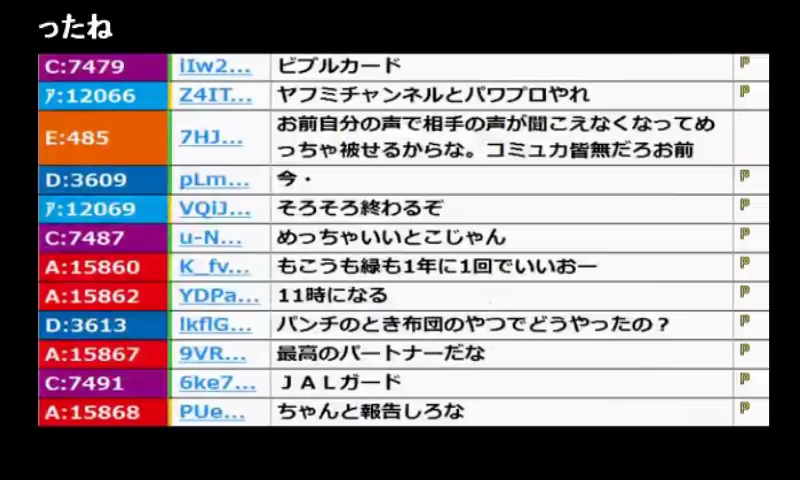 ったね
C:7479 iIw2... ビブルカード P
ｱ:12066 Z4IT... ヤフミチャンネルとパワプロやれ P
E:485 7HJ... お前自分の声で相手の声が聞こえなくなってめ
っちゃ被せるからな。コミュカ皆無だろお前
D:3609 pLm... 今・ P
ｱ:12069 VQiJ... そろそろ終わるぞ P
C:7487 u-N... めっちゃいいとこじゃん P
A:15860 K_fv... もこうも緑も1年に1回でいいおー P
A:15862 YDPa... 11時になる P
D:3613 lkflG... パンチのとき布団のやつでどうやったの？ P
A:15867 9VR... 最高のパートナーだな P
C:7491 6ke7... ＪＡＬガード P
A:15868 PUe... ちゃんと報告しろな P